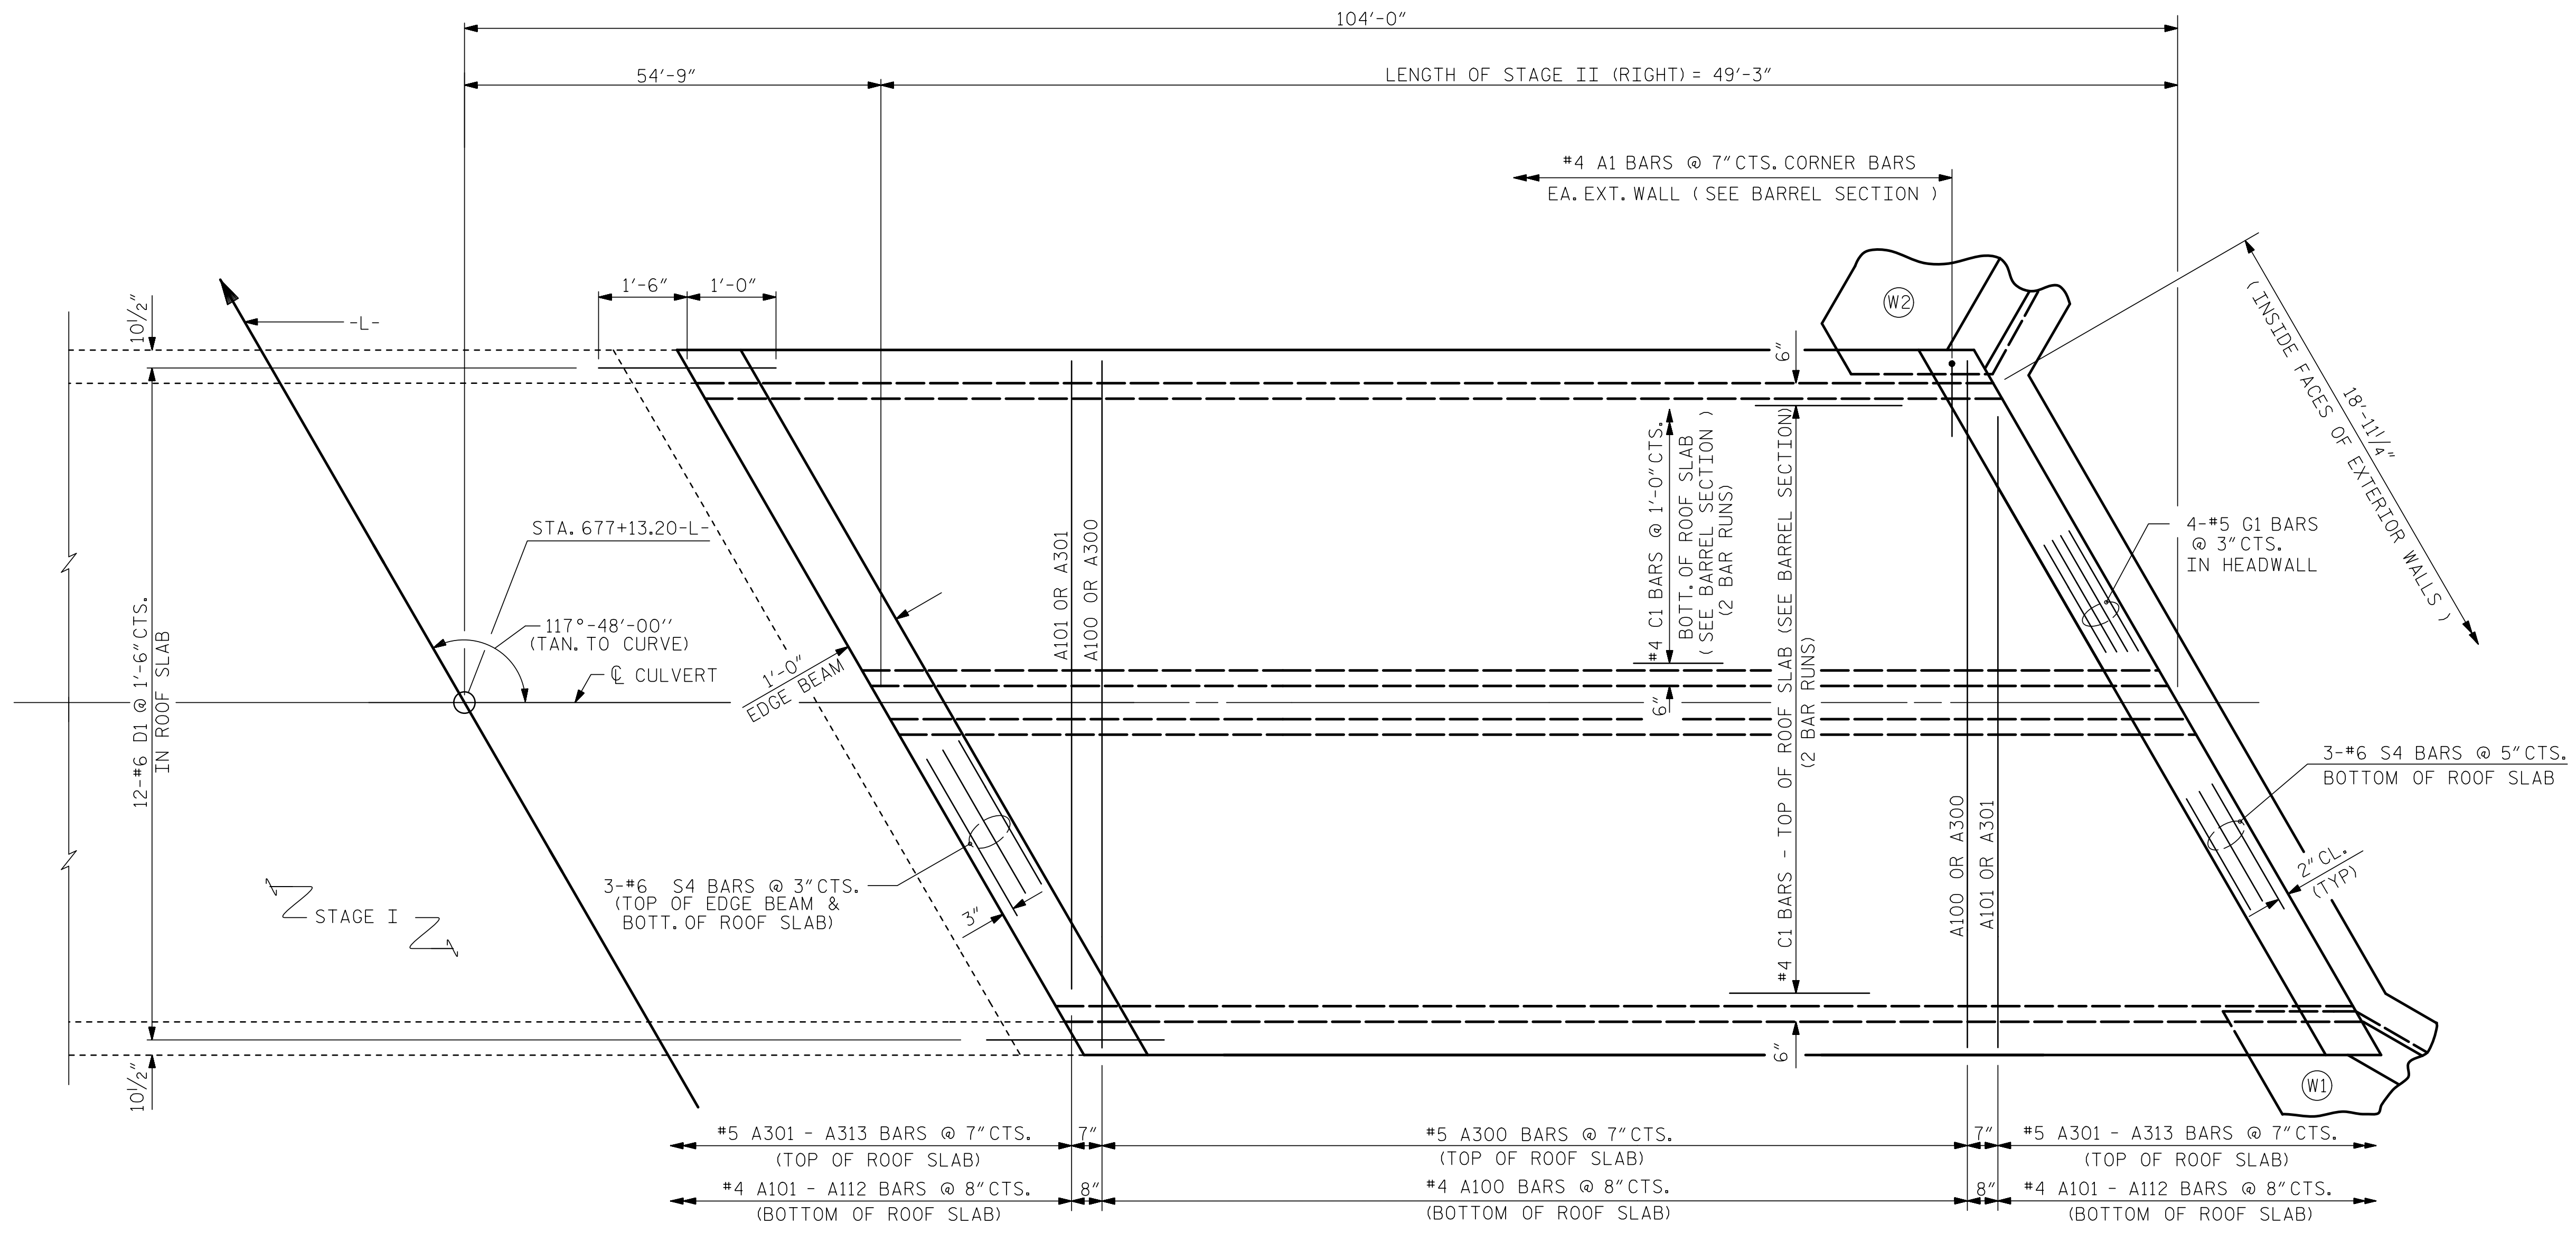 104'-0"
54'-9"
LENGTH OF STAGE II (RIGHT) = 49'-3"
#4 A1 BARS @ 7" CTS. CORNER BARS
EA. EXT. WALL ( SEE BARREL SECTION )
1'-6"
1'-0"
10½"
-L-
W2
6"
( INSIDE FACES OF EXTERIOR WALLS )
18'-11¼"
STA. 677+13.20-L-
117°-48'-00''
(TAN. TO CURVE)
℄ CULVERT
1'-0"
EDGE BEAM
A101 OR A301
A100 OR A300
#4 C1 BARS @ 1'-0" CTS.
BOTT. OF ROOF SLAB
( SEE BARREL SECTION )
(2 BAR RUNS)
6"
#4 C1 BARS - TOP OF ROOF SLAB (SEE BARREL SECTION)
(2 BAR RUNS)
4-#5 G1 BARS
@ 3" CTS.
IN HEADWALL
12-#6 D1 @ 1'-6" CTS.
IN ROOF SLAB
3-#6 S4 BARS @ 5" CTS.
BOTTOM OF ROOF SLAB
A100 OR A300
A101 OR A301
2" CL.
(TYP)
3-#6 S4 BARS @ 3" CTS.
(TOP OF EDGE BEAM &
BOTT. OF ROOF SLAB)
3"
STAGE I
10½"
6"
W1
#5 A301 - A313 BARS @ 7" CTS.
(TOP OF ROOF SLAB)
7"
#5 A300 BARS @ 7" CTS.
(TOP OF ROOF SLAB)
7"
#5 A301 - A313 BARS @ 7" CTS.
(TOP OF ROOF SLAB)
#4 A101 - A112 BARS @ 8" CTS.
(BOTTOM OF ROOF SLAB)
8"
#4 A100 BARS @ 8" CTS.
(BOTTOM OF ROOF SLAB)
8"
#4 A101 - A112 BARS @ 8" CTS.
(BOTTOM OF ROOF SLAB)